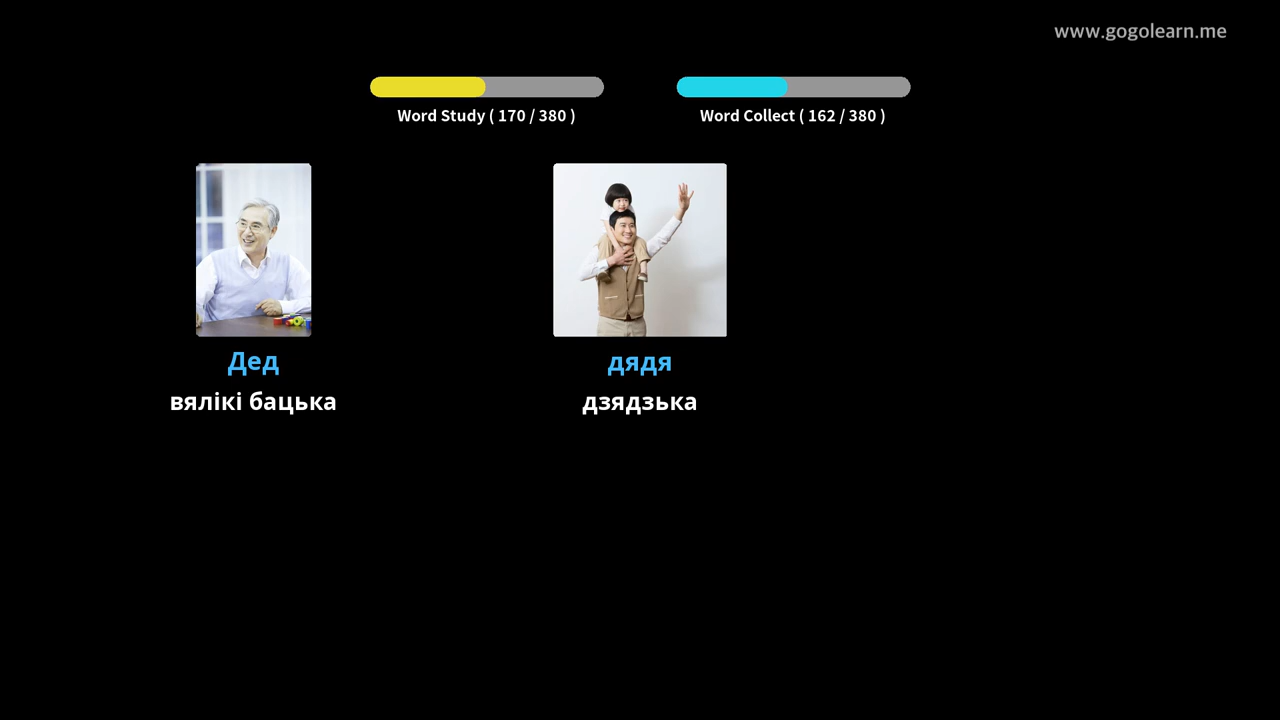 www.gogolearn.me
Word Study ( 170 / 380 )
Word Collect ( 162 / 380 )
Дед
вялікі бацька
дядя
дзядзька